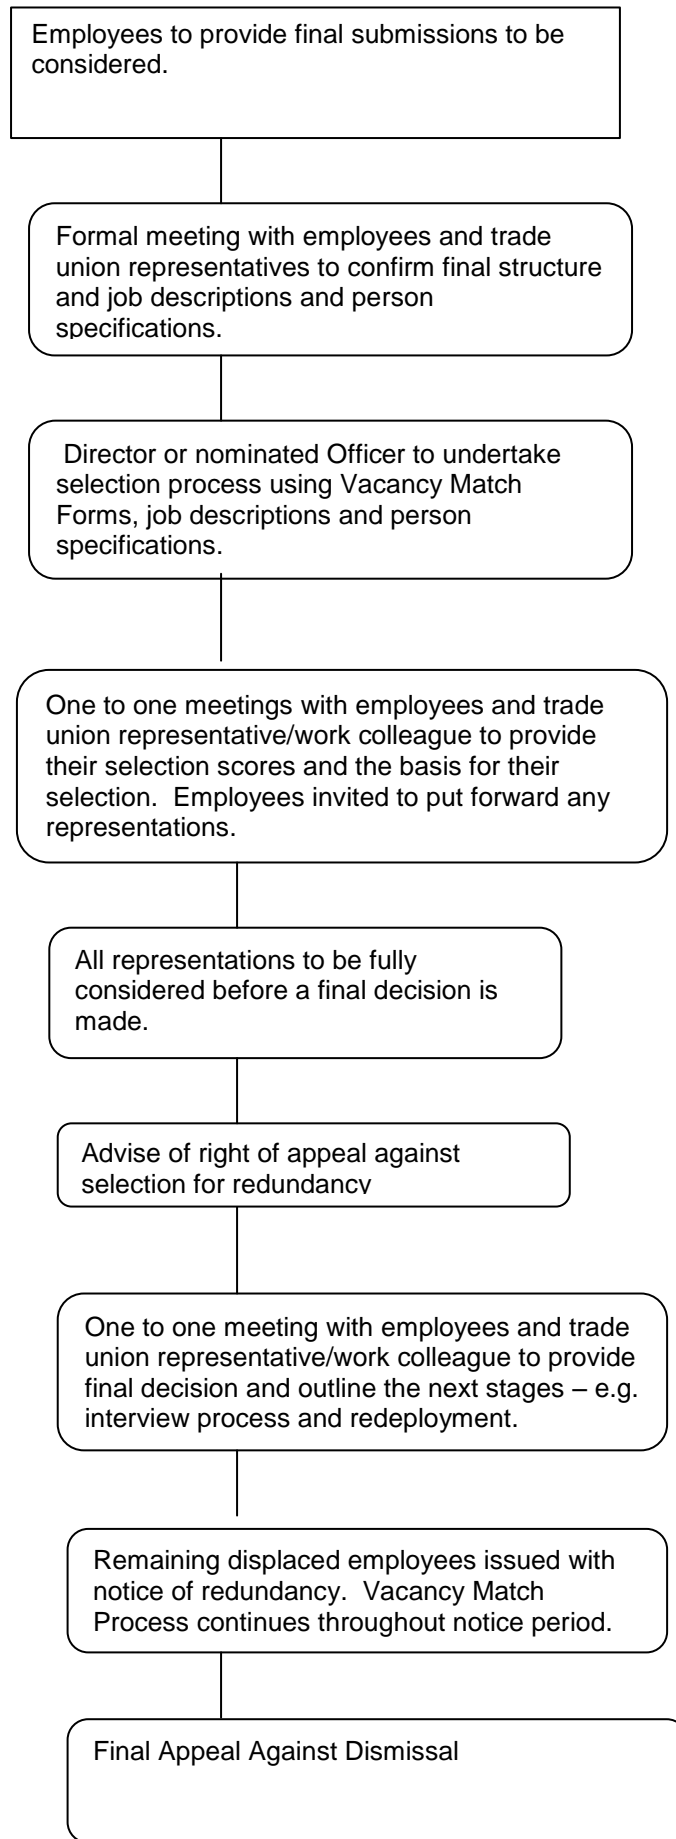 Employees to provide final submissions to be
considered.
Formal meeting with employees and trade
union representatives to confirm final structure
and job descriptions and person
specifications.
Director or nominated Officer to undertake
selection process using Vacancy Match
Forms, job descriptions and person
specifications.
One to one meetings with employees and trade
union representative/work colleague to provide
their selection scores and the basis for their
selection.  Employees invited to put forward any
representations.
All representations to be fully
considered before a final decision is
made.
Advise of right of appeal against
selection for redundancy
One to one meeting with employees and trade
union representative/work colleague to provide
final decision and outline the next stages – e.g.
interview process and redeployment.
Remaining displaced employees issued with
notice of redundancy.  Vacancy Match
Process continues throughout notice period.
Final Appeal Against Dismissal